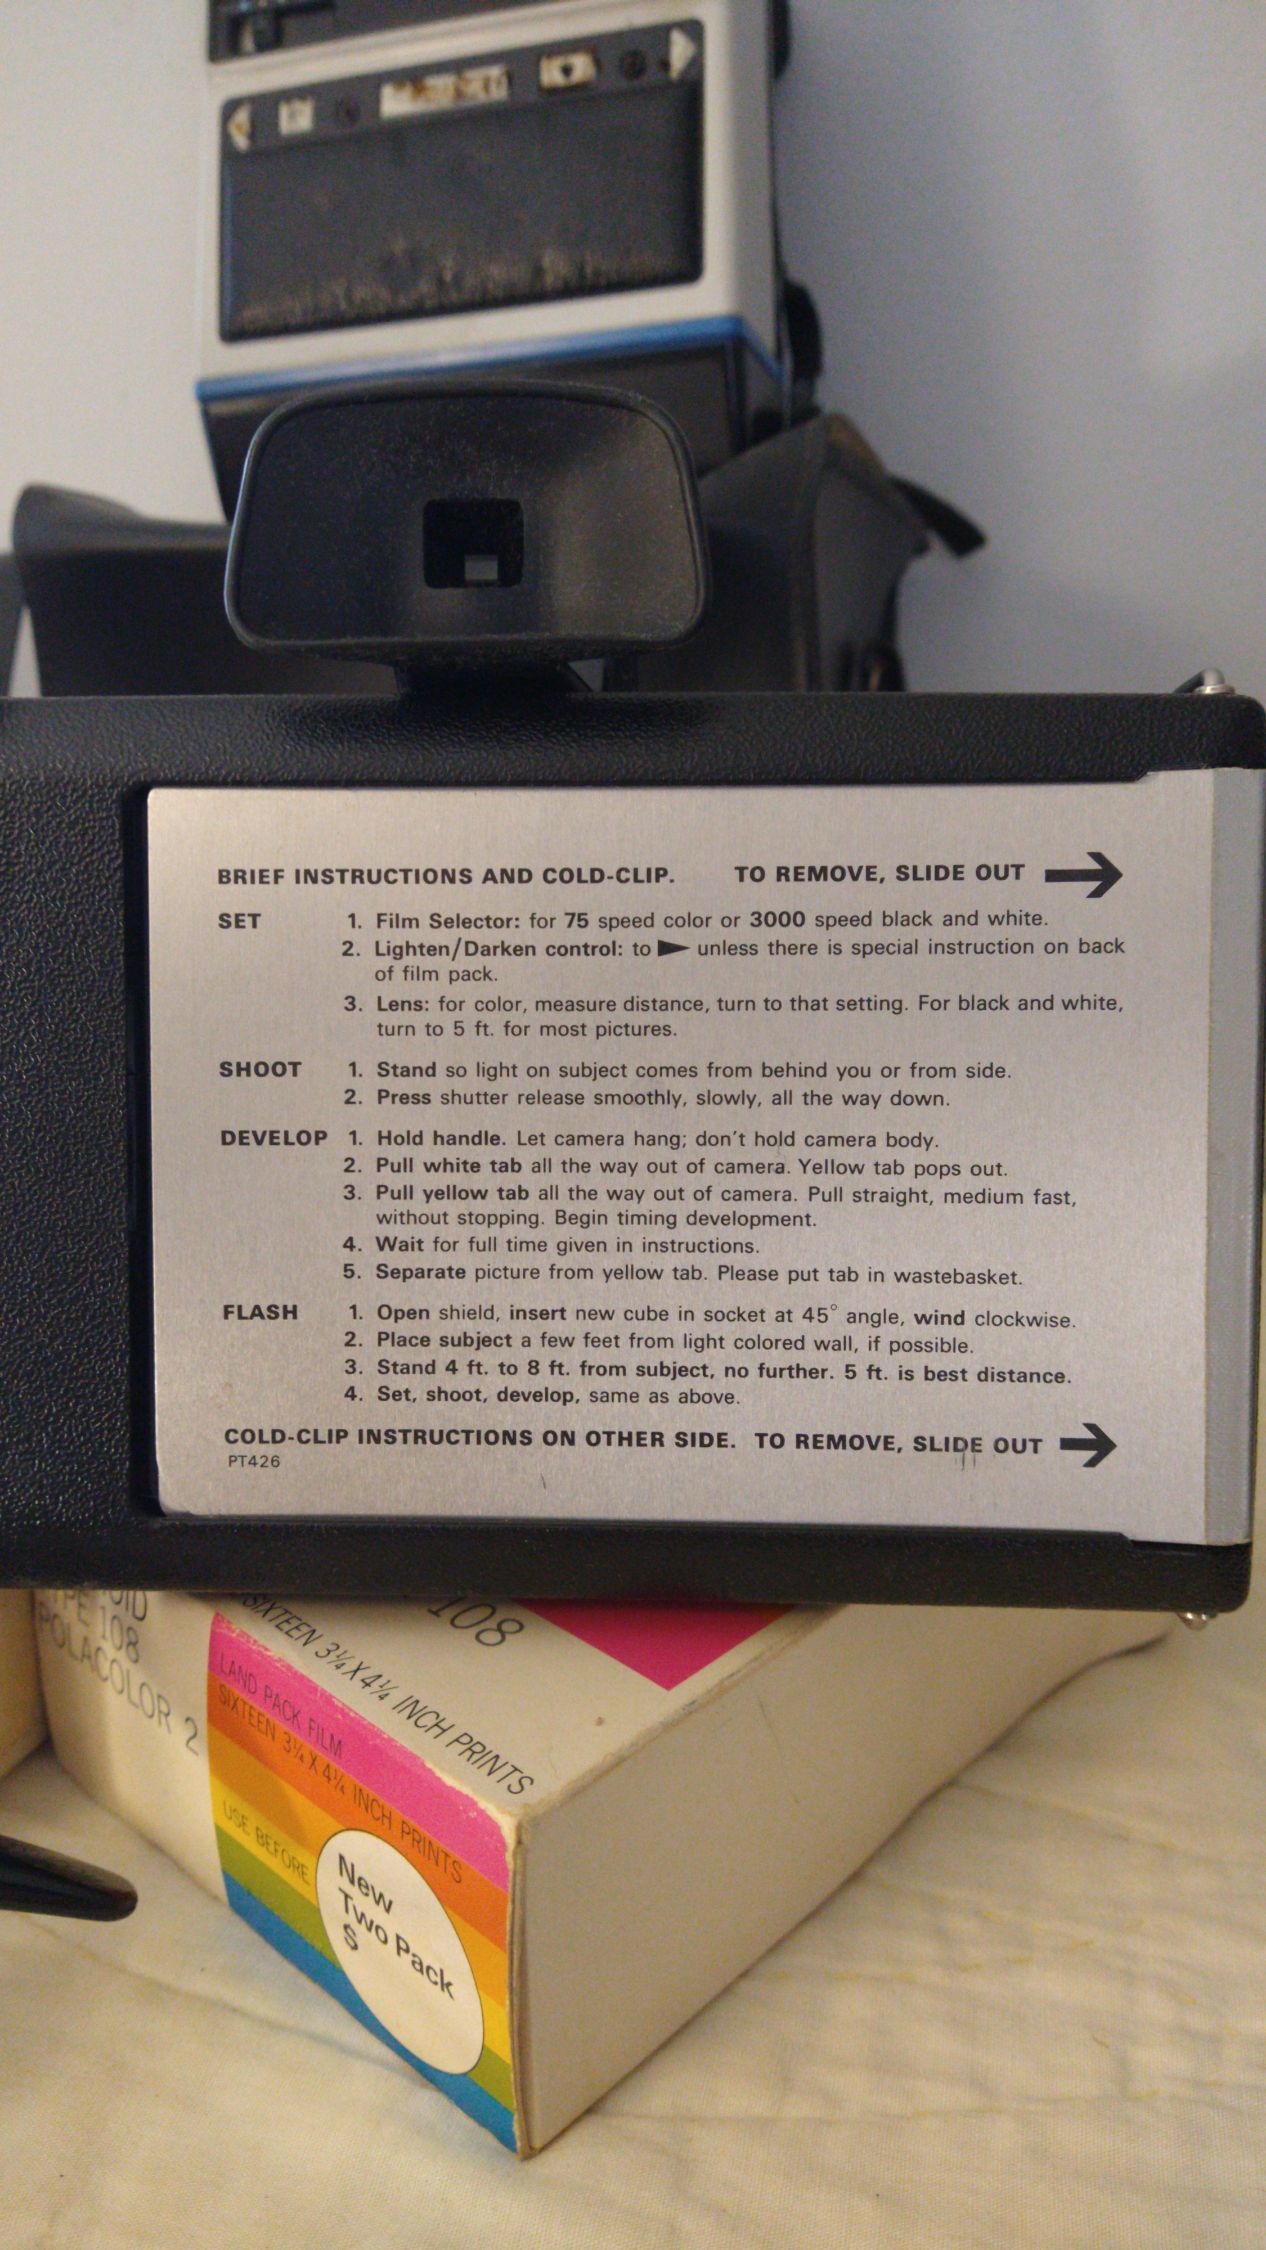 BRIEF INSTRUCTIONS AND COLD-CLIP. TO REMOVE, SLIDE OUT
SET 1. Film Selector: for 75 speed color or 3000 speed black and white.
2. Lighten/Darken control: to ► unless there is special instruction on back
of film pack.
3. Lens: for color, measure distance, turn to that setting. For black and white,
turn to 5 ft. for most pictures.
SHOOT 1. Stand so light on subject comes from behind you or from side.
2. Press shutter release smoothly, slowly, all the way down.
DEVELOP 1. Hold handle. Let camera hang; don't hold camera body.
2. Pull white tab all the way out of camera. Yellow tab pops out.
3. Pull yellow tab all the way out of camera. Pull straight, medium fast,
without stopping. Begin timing development.
4. Wait for full time given in instructions.
5. Separate picture from yellow tab. Please put tab in wastebasket.
FLASH 1. Open shield, insert new cube in socket at 45° angle, wind clockwise.
2. Place subject a few feet from light colored wall, if possible.
3. Stand 4 ft. to 8 ft. from subject, no further. 5 ft. is best distance.
4. Set, shoot, develop, same as above.
COLD-CLIP INSTRUCTIONS ON OTHER SIDE. TO REMOVE, SLIDE OUT
PT426
108
SIXTEEN 3¼ X 4¼ INCH PRINTS
108
POLACOLOR 2
LAND PACK FILM
SIXTEEN 3¼ X 4¼ INCH PRINTS
USE BEFORE
New
Two Pack
S